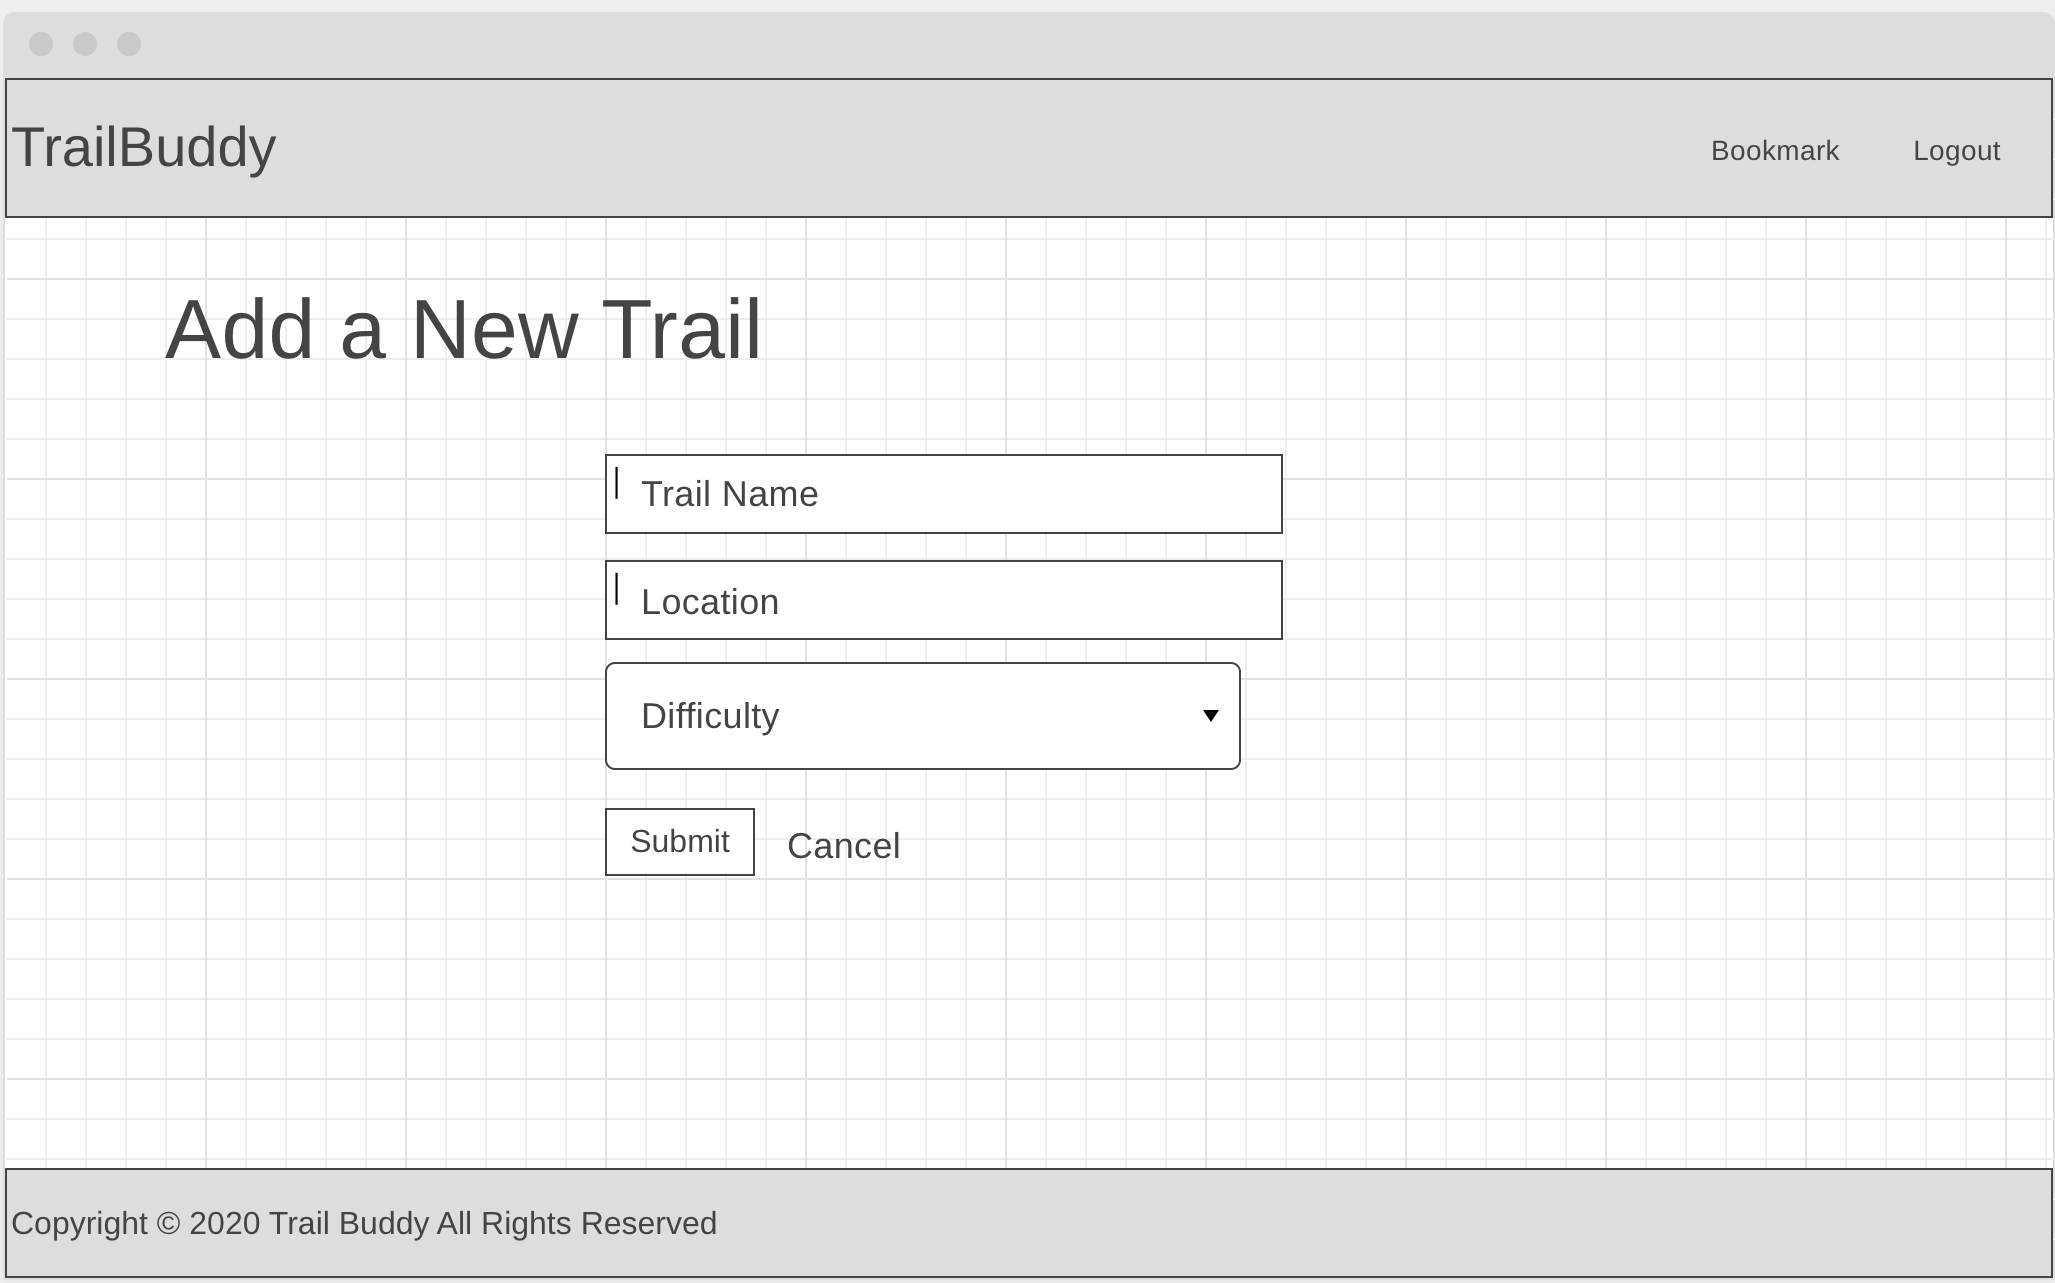 TrailBuddy
Bookmark
Logout
Add a New Trail
Trail Name
Location
Difficulty
Submit
Cancel
Copyright © 2020 Trail Buddy All Rights Reserved